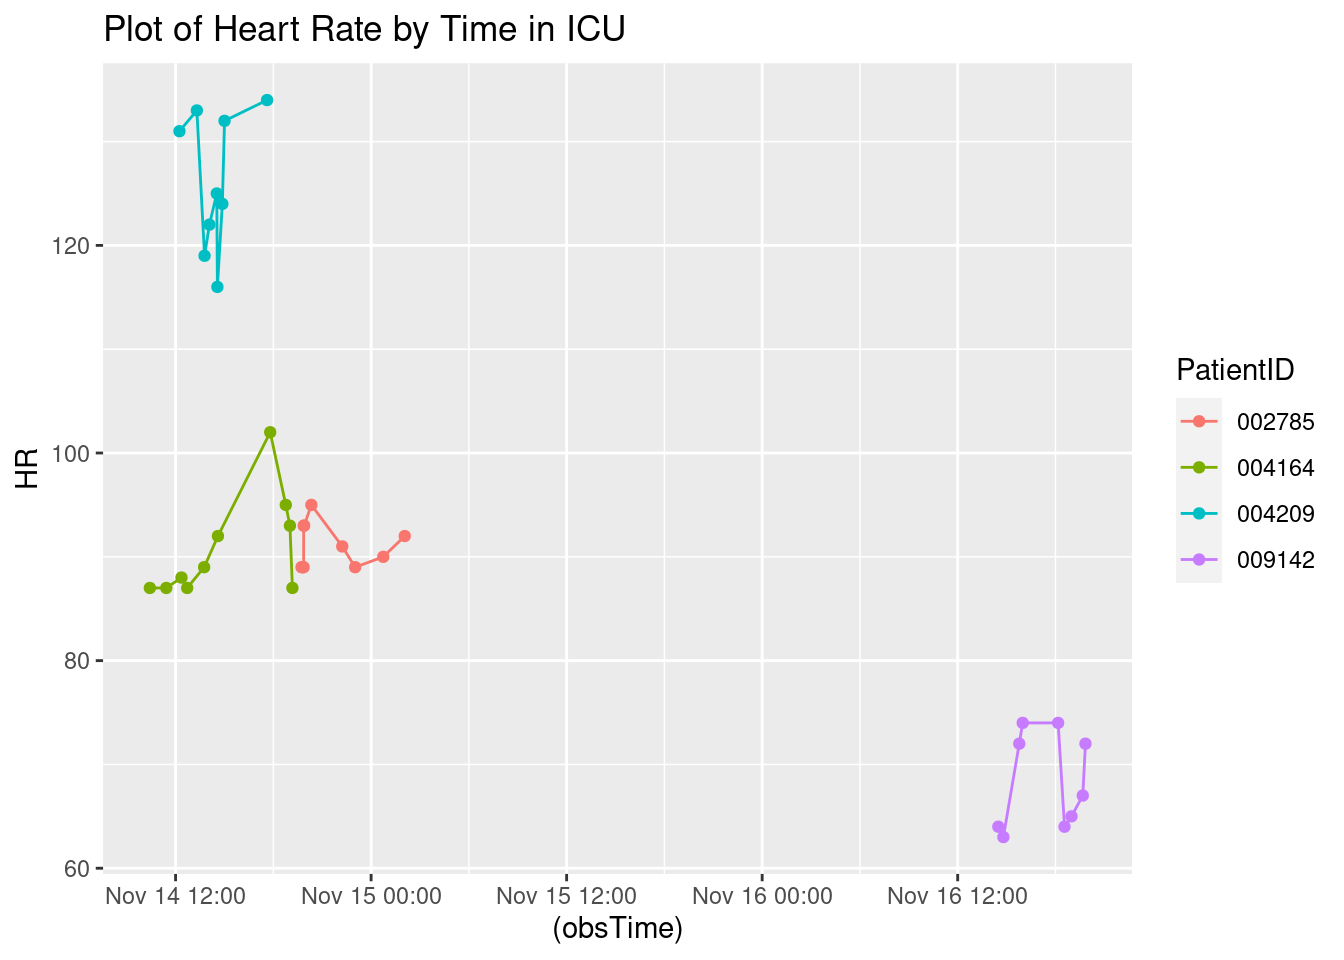 Plot of Heart Rate by Time in ICU
HR
120
100
80
60
Nov 14 12:00
Nov 15 00:00
Nov 15 12:00
Nov 16 00:00
Nov 16 12:00
(obsTime)
PatientID
002785
004164
004209
009142